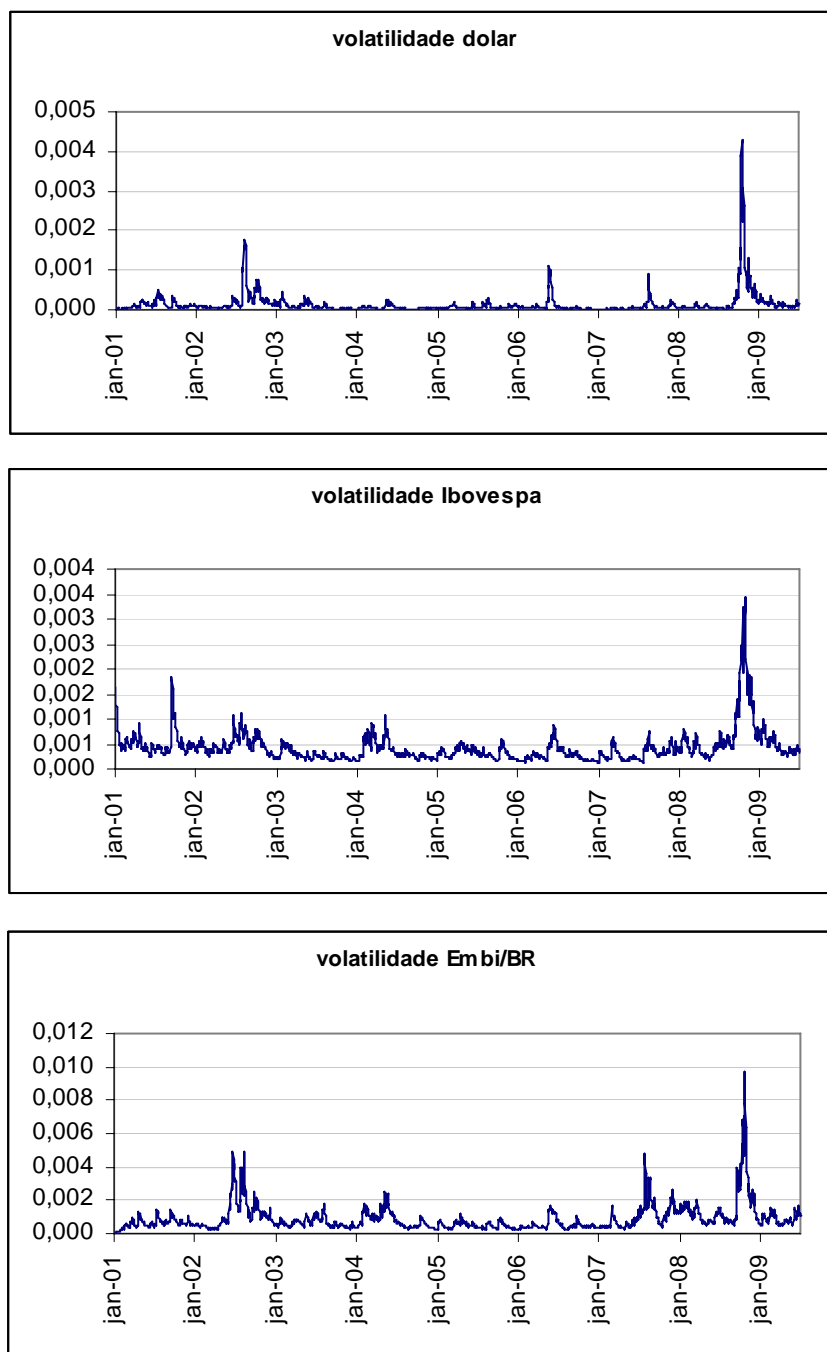 volatilidade dolar
0,005
0,004
0,003
0,002
0,001
0,000
jan-01
jan-02
jan-03
jan-04
jan-05
jan-06
jan-07
jan-08
jan-09
volatilidade Ibovespa
0,004
0,004
0,003
0,003
0,002
0,002
0,001
0,001
0,000
jan-01
jan-02
jan-03
jan-04
jan-05
jan-06
jan-07
jan-08
jan-09
volatilidade Embi/BR
0,012
0,010
0,008
0,006
0,004
0,002
0,000
jan-01
jan-02
jan-03
jan-04
jan-05
jan-06
jan-07
jan-08
jan-09